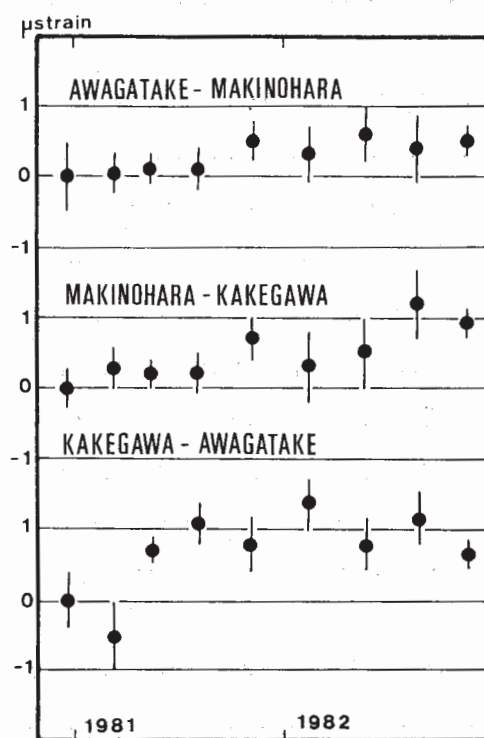 μstrain
AWAGATAKE - MAKINOHARA
1
0
-1
MAKINOHARA - KAKEGAWA
1
0
-1
KAKEGAWA - AWAGATAKE
1
0
-1
1981 1982